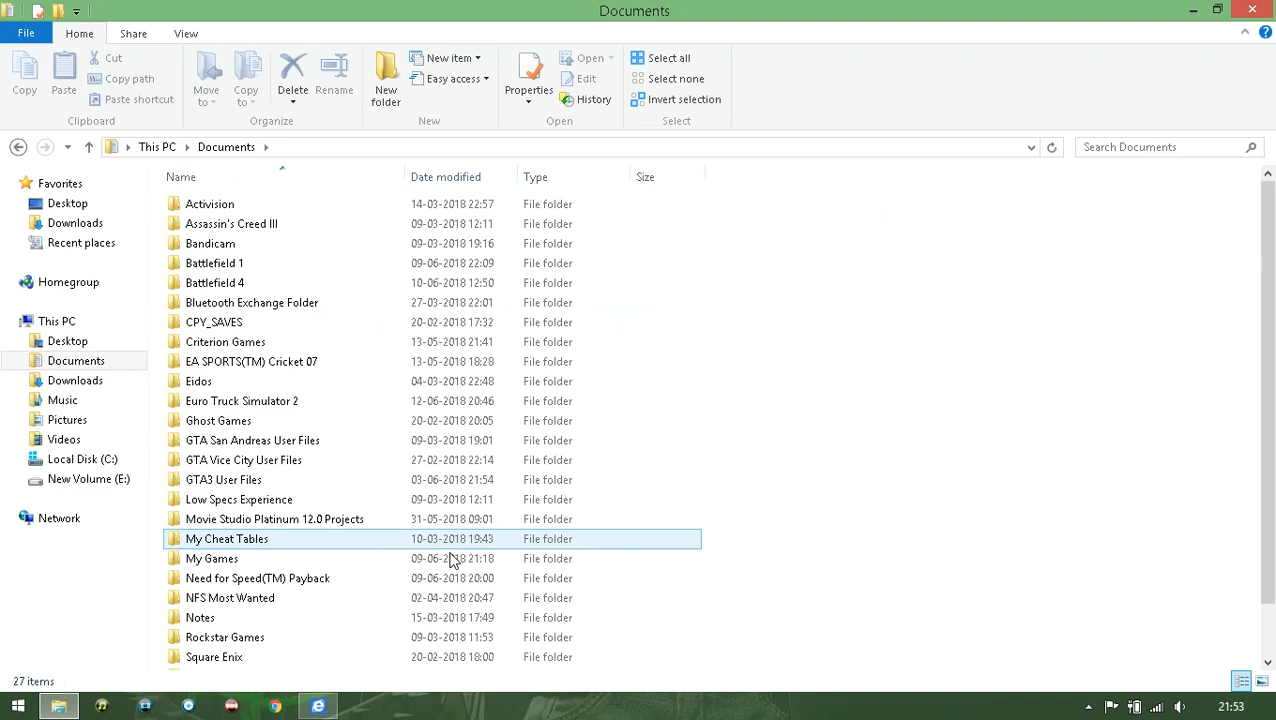 Documents
File Home Share View
Copy
Paste
Cut
Copy path
Paste shortcut
Clipboard
Move to
Copy to
Delete
Rename
Organize
New folder
New item
Easy access
New
Properties
Open
Edit
History
Open
Select all
Select none
Invert selection
Select
This PC Documents
Search Documents
Favorites
Desktop
Downloads
Recent places
Homegroup
This PC
Desktop
Documents
Downloads
Music
Pictures
Videos
Local Disk (C:)
New Volume (E:)
Network
Name Date modified Type Size
Activision 14-03-2018 22:57 File folder
Assassin's Creed III 09-03-2018 12:11 File folder
Bandicam 09-03-2018 19:16 File folder
Battlefield 1 09-06-2018 22:09 File folder
Battlefield 4 10-06-2018 12:50 File folder
Bluetooth Exchange Folder 27-03-2018 22:01 File folder
CPY_SAVES 20-02-2018 17:32 File folder
Criterion Games 13-05-2018 21:41 File folder
EA SPORTS(TM) Cricket 07 13-05-2018 18:28 File folder
Eidos 04-03-2018 22:48 File folder
Euro Truck Simulator 2 12-06-2018 20:46 File folder
Ghost Games 20-02-2018 20:05 File folder
GTA San Andreas User Files 09-03-2018 19:01 File folder
GTA Vice City User Files 27-02-2018 22:14 File folder
GTA3 User Files 03-06-2018 21:54 File folder
Low Specs Experience 09-03-2018 12:11 File folder
Movie Studio Platinum 12.0 Projects 31-05-2018 09:01 File folder
My Cheat Tables 10-03-2018 19:43 File folder
My Games 09-06-2018 21:18 File folder
Need for Speed(TM) Payback 09-06-2018 20:00 File folder
NFS Most Wanted 02-04-2018 20:47 File folder
Notes 15-03-2018 17:49 File folder
Rockstar Games 09-03-2018 11:53 File folder
Square Enix 20-02-2018 18:00 File folder
27 items
21:53